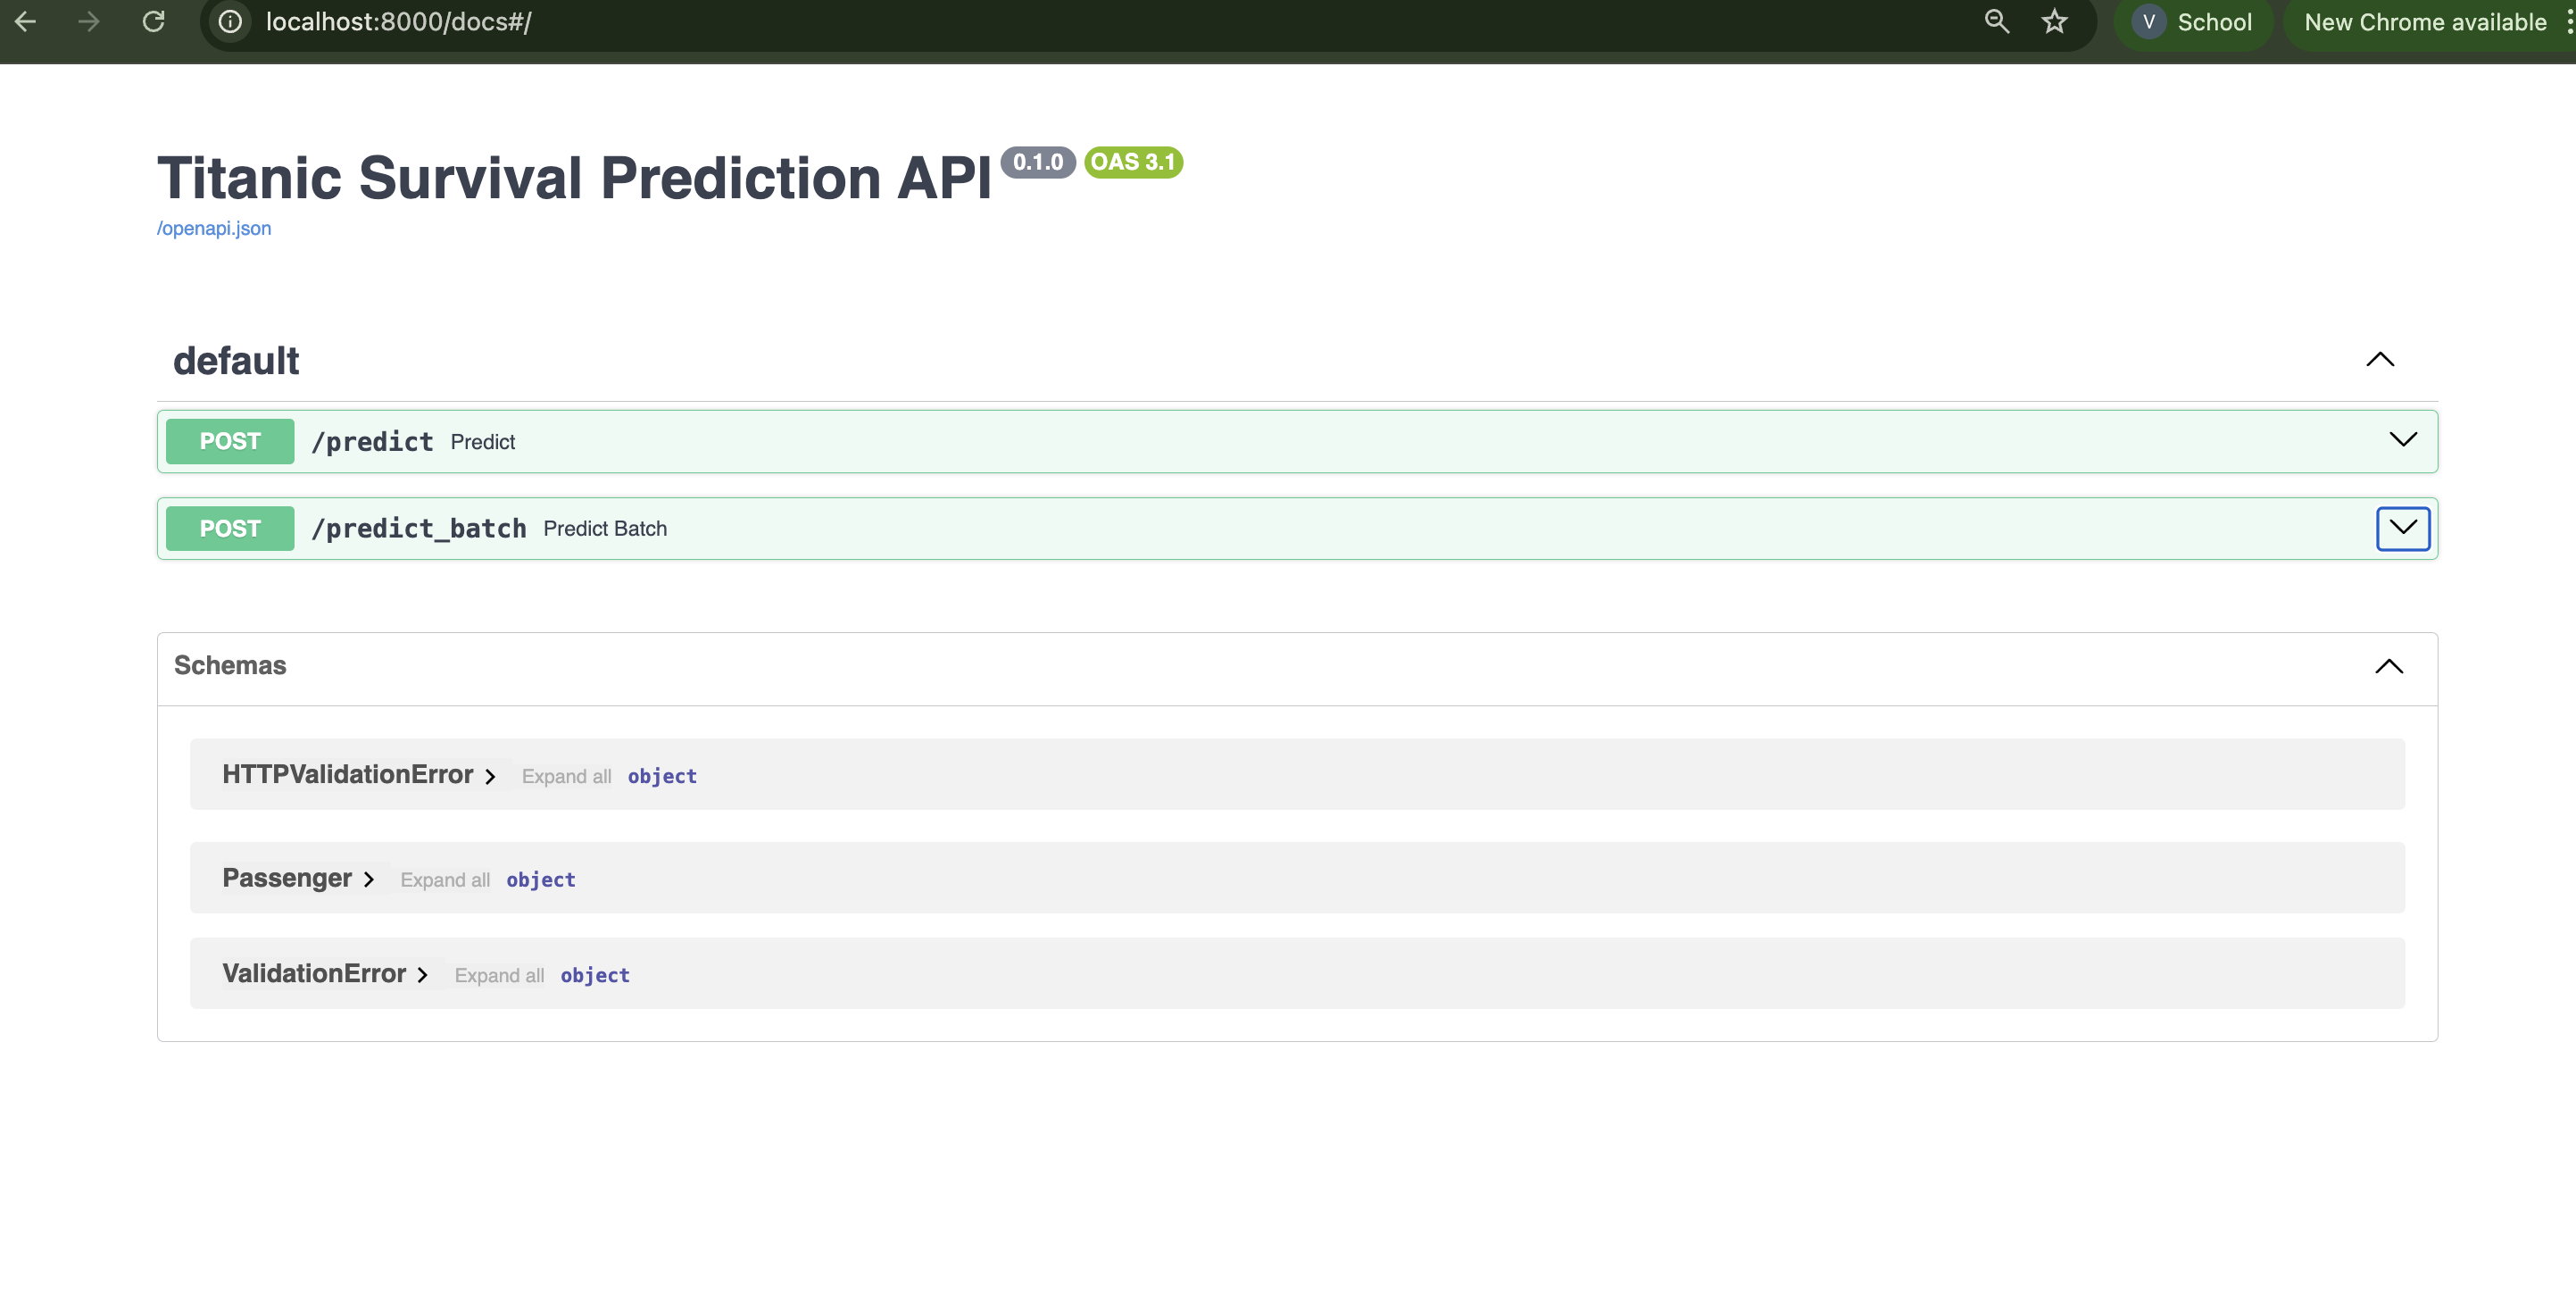 localhost:8000/docs#/
V School New Chrome available
Titanic Survival Prediction API 0.1.0 OAS 3.1
/openapi.json
default
POST /predict Predict
POST /predict_batch Predict Batch
Schemas
HTTPValidationError Expand all object
Passenger Expand all object
ValidationError Expand all object